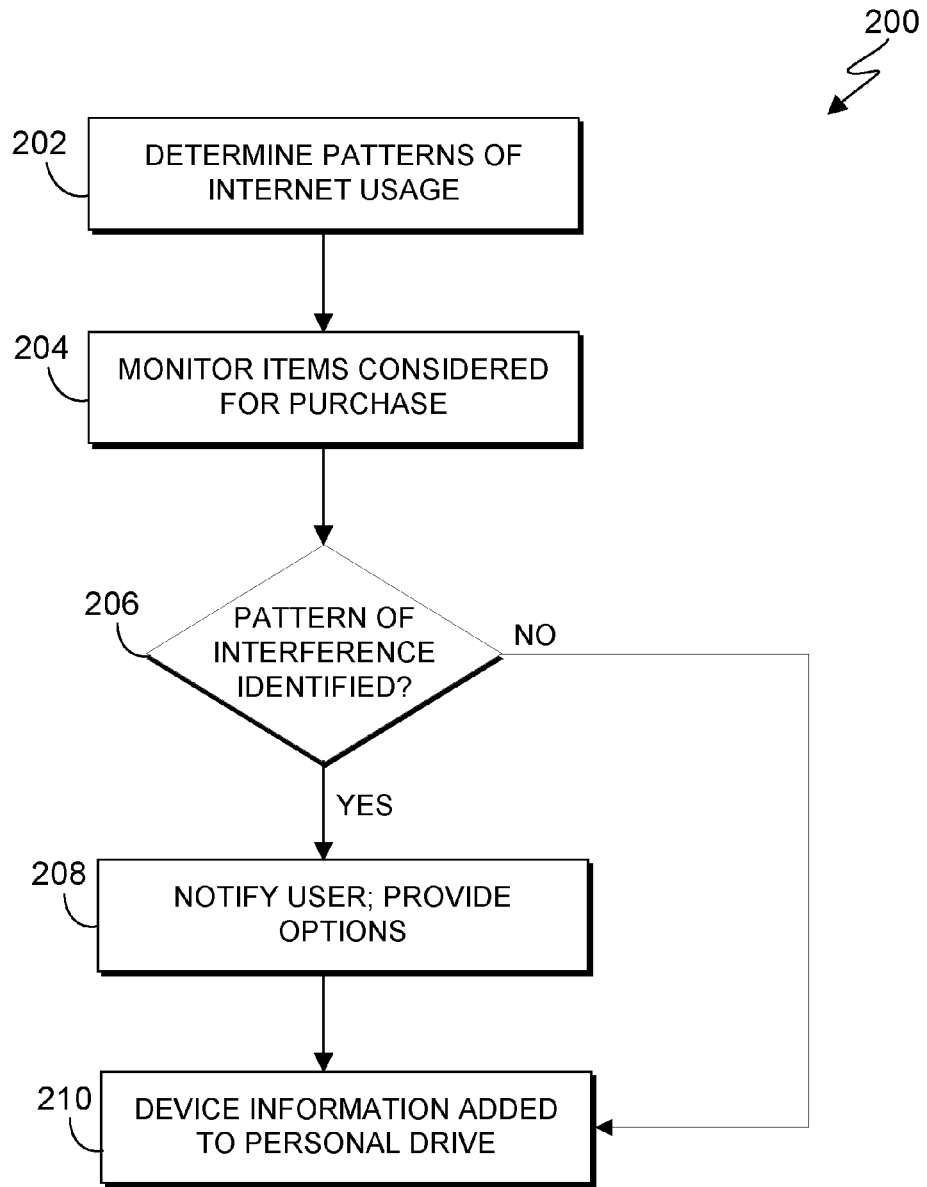 200
202
DETERMINE PATTERNS OF
INTERNET USAGE
204
MONITOR ITEMS CONSIDERED
FOR PURCHASE
206
PATTERN OF
INTERFERENCE
IDENTIFIED?
NO
YES
208
NOTIFY USER; PROVIDE
OPTIONS
210
DEVICE INFORMATION ADDED
TO PERSONAL DRIVE